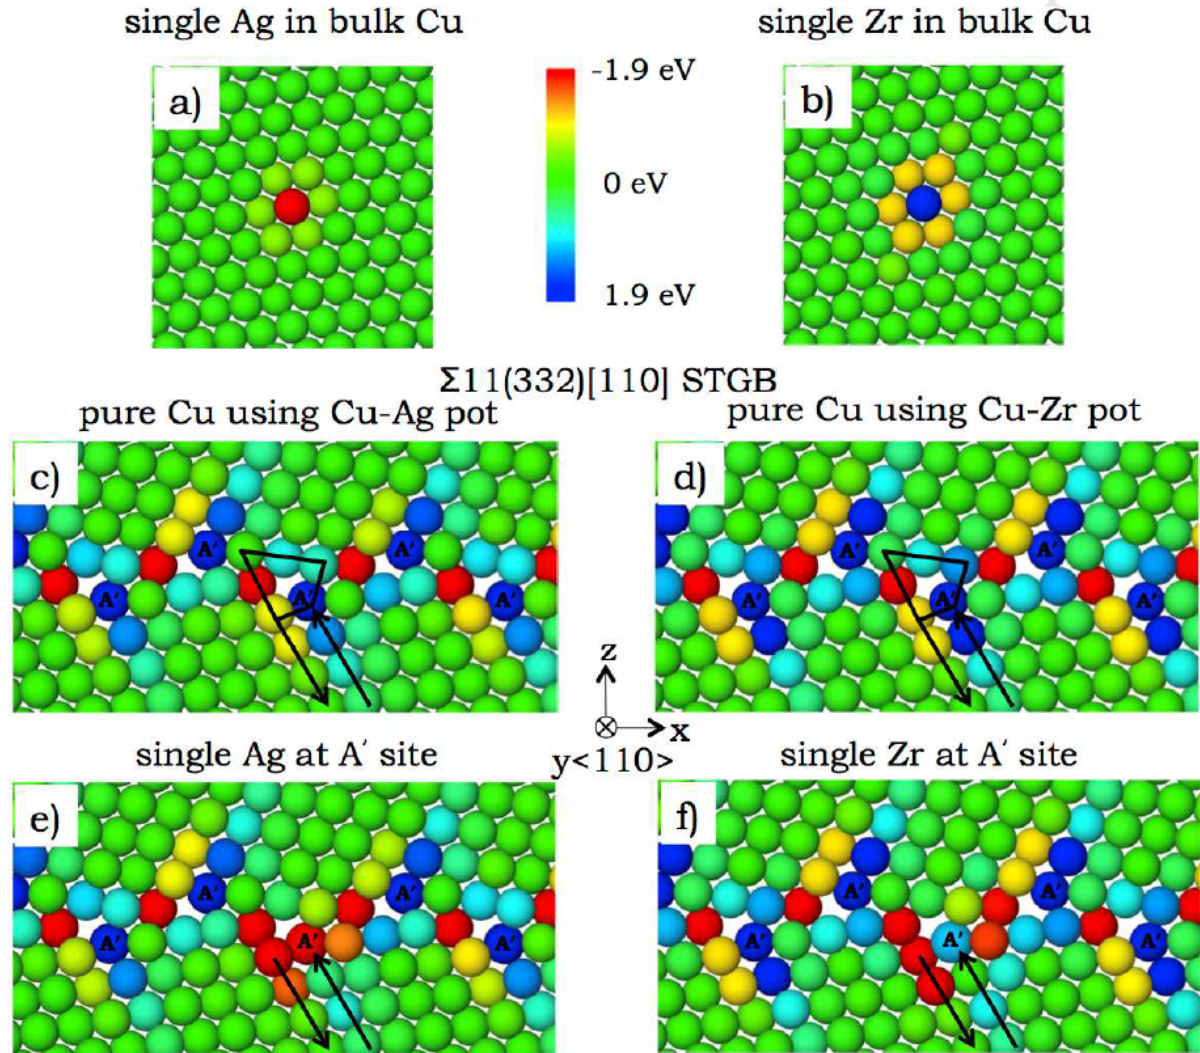 single Ag in bulk Cu
single Zr in bulk Cu
a)
-1.9 eV
0 eV
1.9 eV
b)
Σ11(332)[110] STGB
pure Cu using Cu-Ag pot
pure Cu using Cu-Zr pot
c)
A′
A′
A′
A′
A′
d)
A′
A′
A′
A′
A′
z
x
y<110>
single Ag at A′ site
single Zr at A′ site
e)
A′
A′
A′
A′
A′
f)
A′
A′
A′
A′
A′